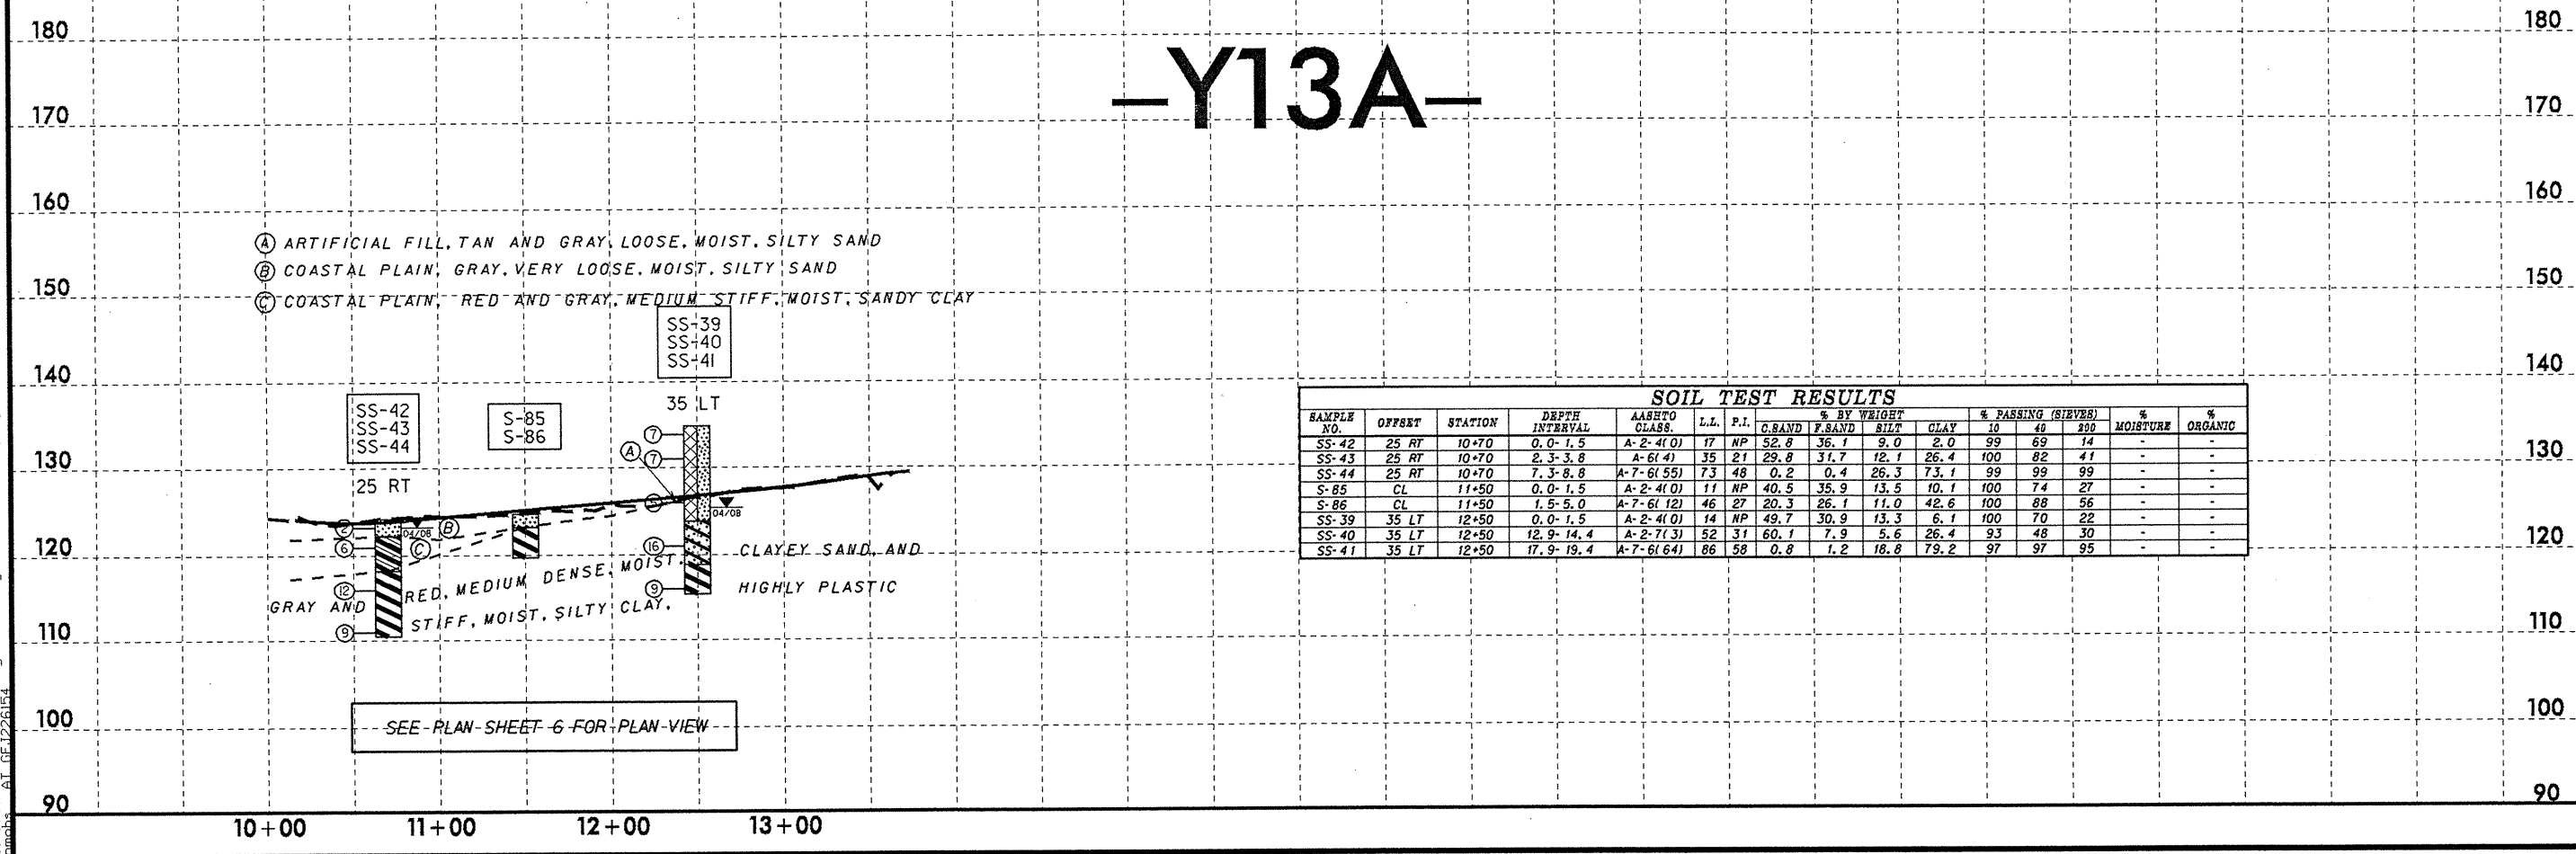 180 180
—Y13A—
170 170
160 160
Ⓐ ARTIFICIAL FILL, TAN AND GRAY, LOOSE, MOIST, SILTY SAND
Ⓑ COASTAL PLAIN, GRAY, VERY LOOSE, MOIST, SILTY SAND
150 150
Ⓒ COASTAL PLAIN, RED AND GRAY, MEDIUM STIFF, MOIST, SANDY CLAY
SS-39
SS-40
SS-41
140 140
35 LT
SS-42
SS-43
SS-44
25 RT
S-85
S-86
130 130
7
A 7
04/08
2 04/08 B
6 C
120 120
16
12
9
9
GRAY AND RED, MEDIUM DENSE, MOIST, CLAYEY SAND, AND
STIFF, MOIST, SILTY CLAY, HIGHLY PLASTIC
110 110
SOIL TEST RESULTS
SAMPLE NO. OFFSET STATION DEPTH INTERVAL AASHTO CLASS. L.L. P.I. % BY WEIGHT % PASSING (SIEVES) % MOISTURE % ORGANIC
C.SAND F.SAND SILT CLAY 10 40 200
SS-42 25 RT 10+70 0.0-1.5 A-2-4(0) 17 NP 52.8 36.1 9.0 2.0 99 69 14 - -
SS-43 25 RT 10+70 2.3-3.8 A-6(4) 35 21 29.8 31.7 12.1 26.4 100 82 41 - -
SS-44 25 RT 10+70 7.3-8.8 A-7-6(55) 73 48 0.2 0.4 26.3 73.1 99 99 99 - -
S-85 CL 11+50 0.0-1.5 A-2-4(0) 11 NP 40.5 35.9 13.5 10.1 100 74 27 - -
S-86 CL 11+50 1.5-5.0 A-7-6(12) 46 27 20.3 26.1 11.0 42.6 100 88 56 - -
SS-39 35 LT 12+50 0.0-1.5 A-2-4(0) 14 NP 49.7 30.9 13.3 6.1 100 70 22 - -
SS-40 35 LT 12+50 12.9-14.4 A-2-7(3) 52 31 60.1 7.9 5.6 26.4 93 48 30 - -
SS-41 35 LT 12+50 17.9-19.4 A-7-6(64) 86 58 0.8 1.2 18.8 79.2 97 97 95 - -
100 100
SEE PLAN SHEET 6 FOR PLAN VIEW
90 90
10+00 11+00 12+00 13+00
AT GEJ226154